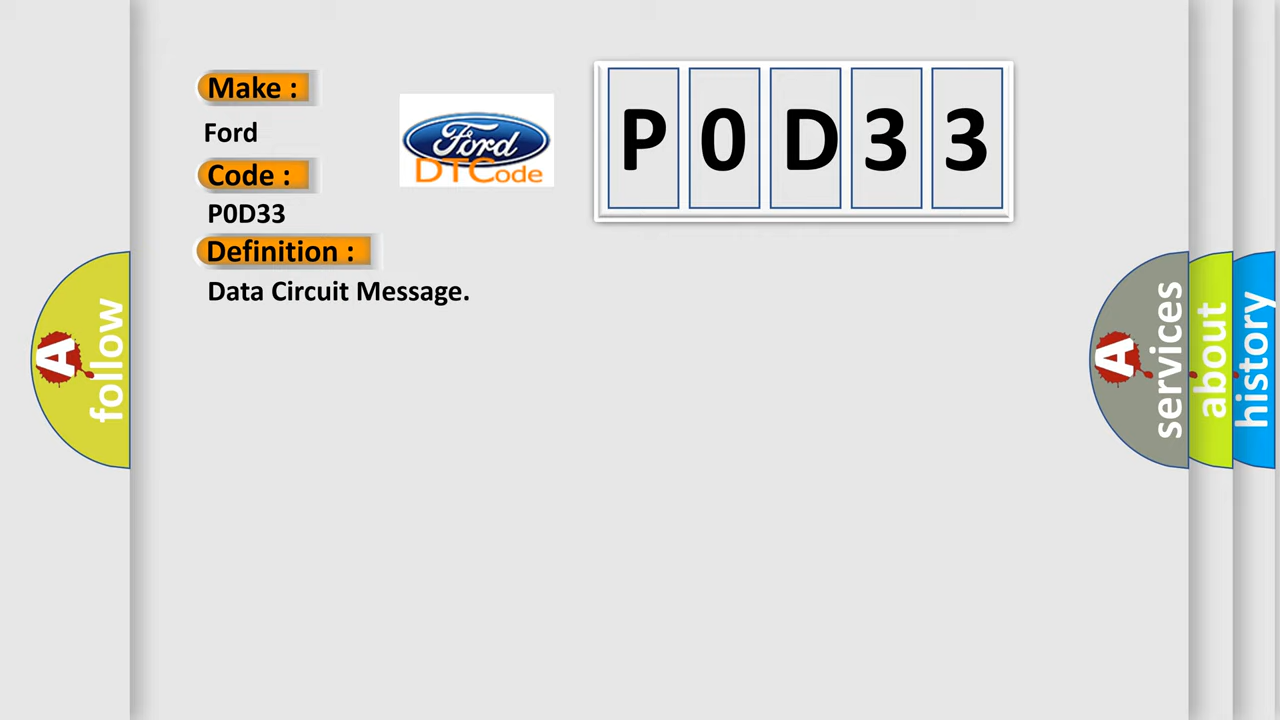 Make :
Ford
Code :
P0D33
Definition :
Data Circuit Message.
Ford
DTCode
P 0 D 3 3
A follow
A services
about
history